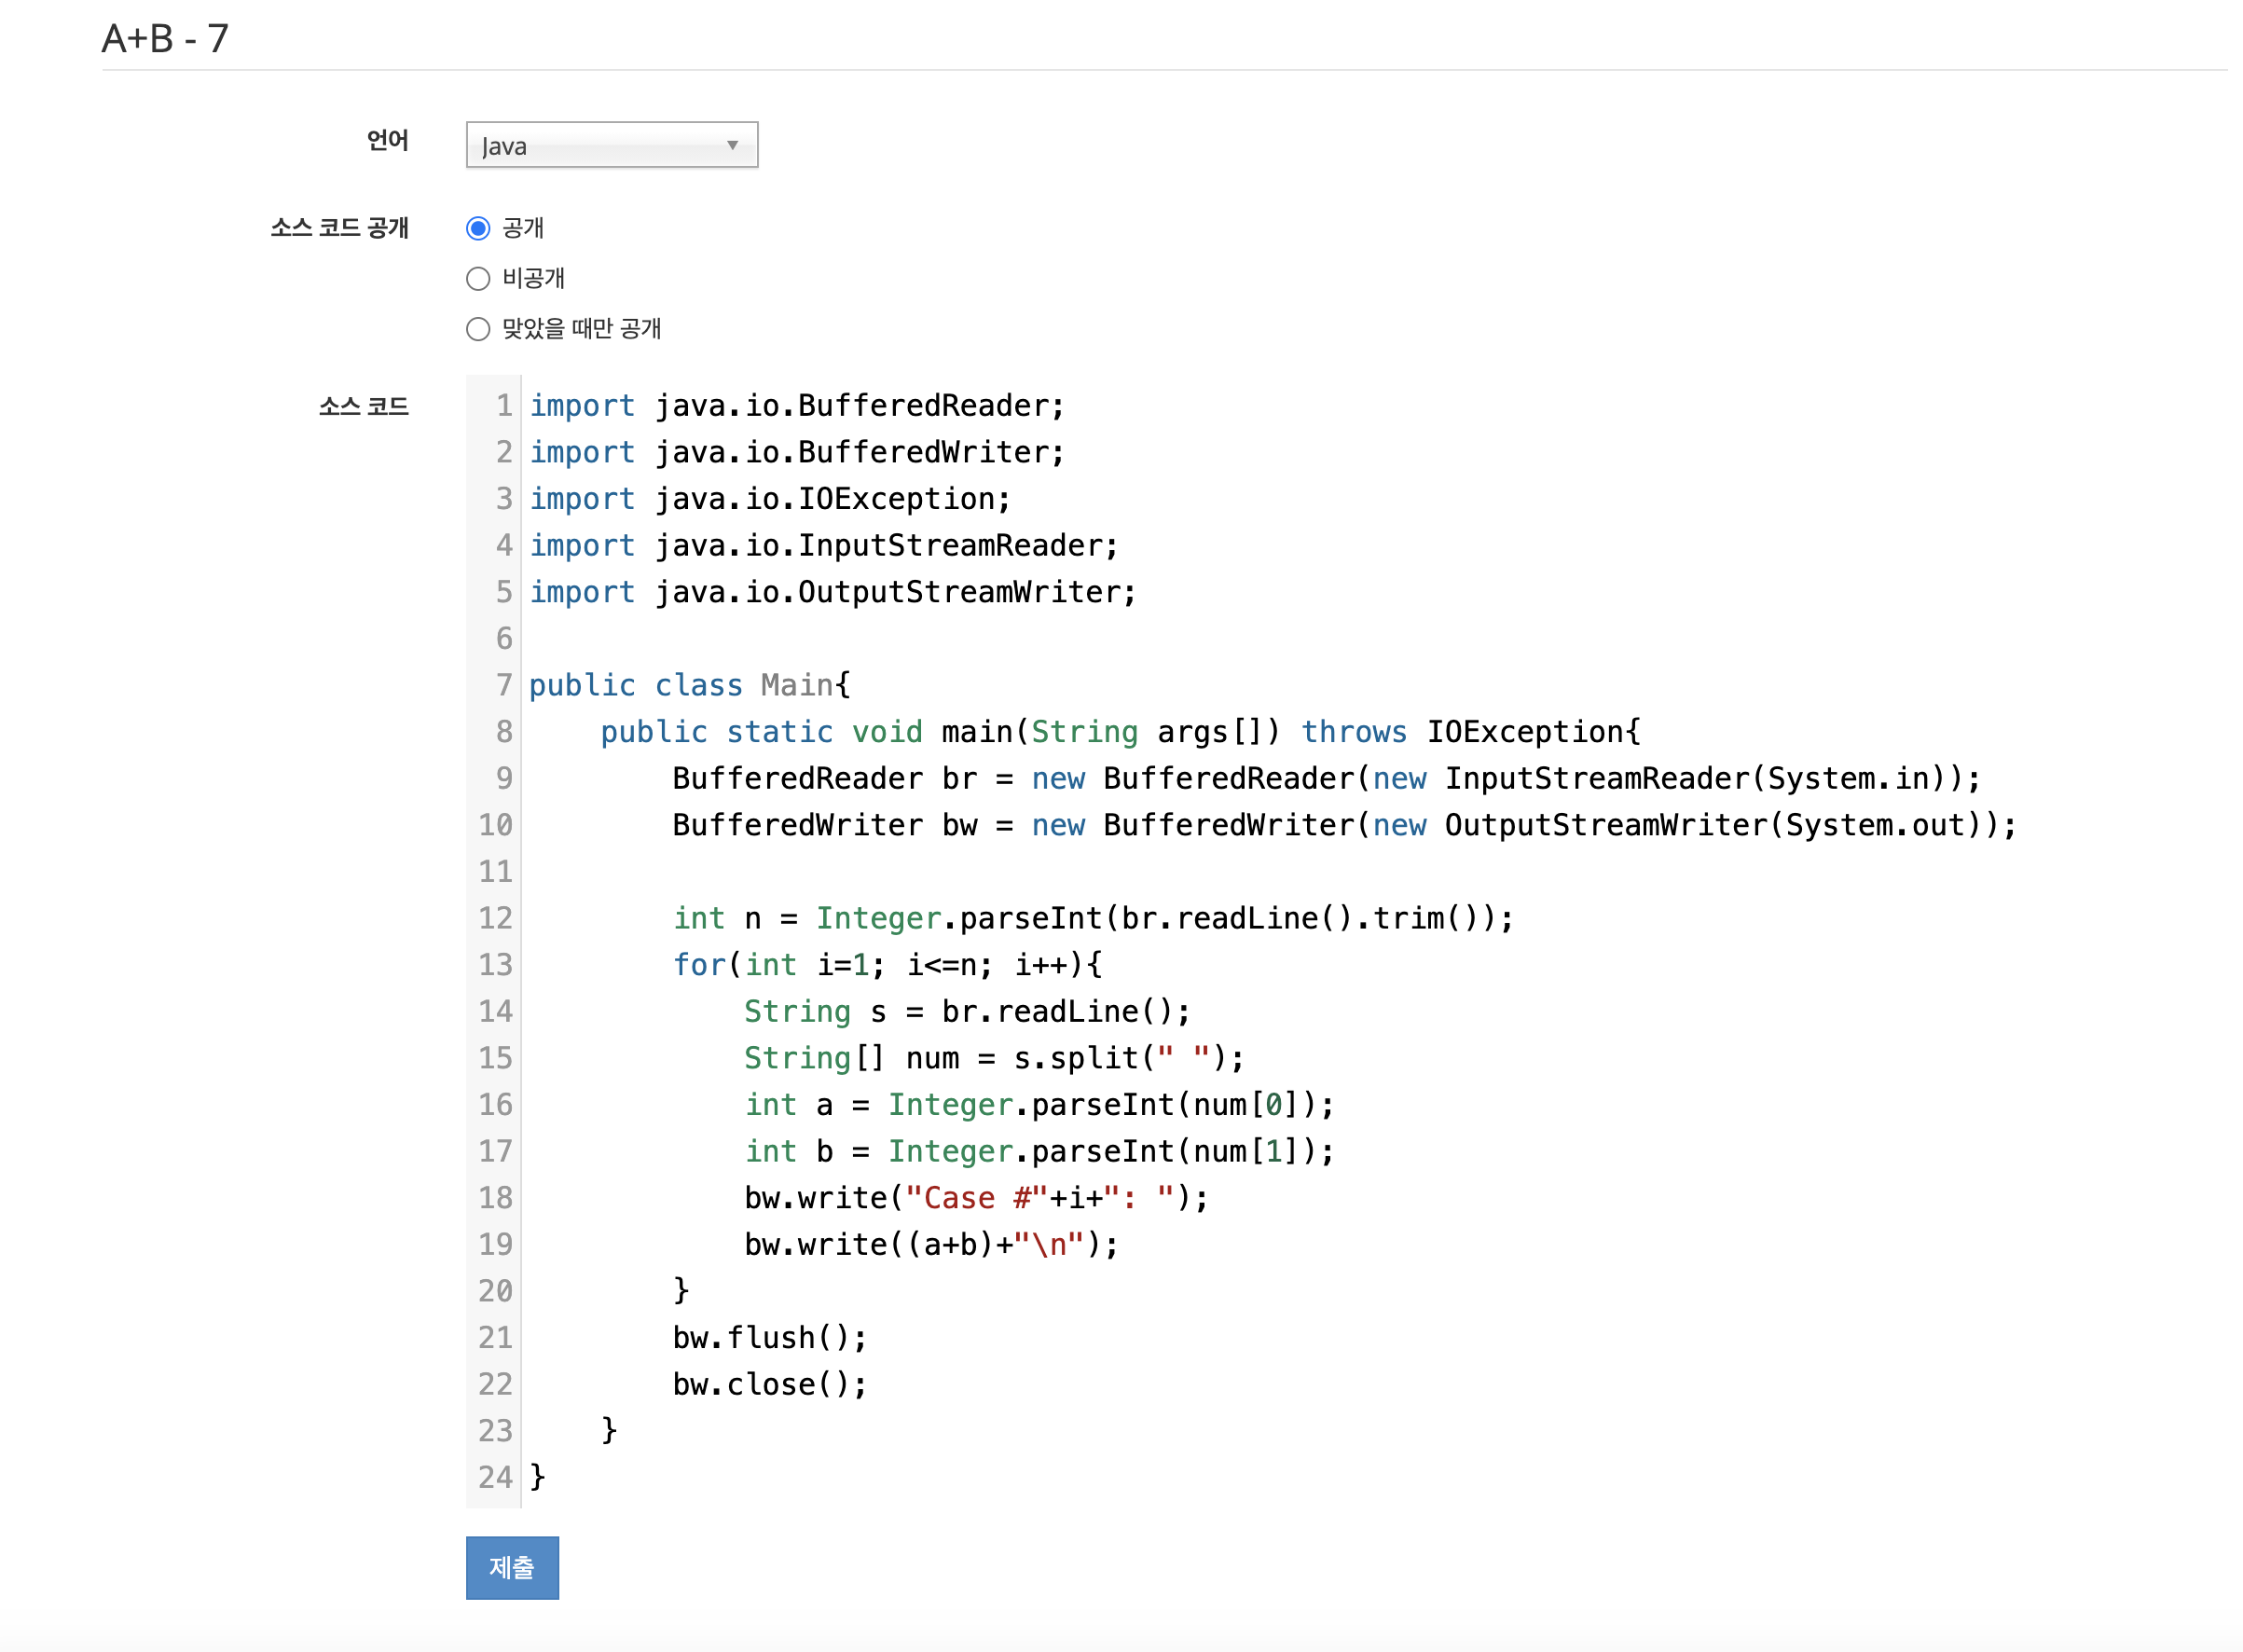 A+B - 7
언어
Java
소스 코드 공개
공개
비공개
맞았을 때만 공개
소스 코드
1 import java.io.BufferedReader;
2 import java.io.BufferedWriter;
3 import java.io.IOException;
4 import java.io.InputStreamReader;
5 import java.io.OutputStreamWriter;
6
7 public class Main{
8     public static void main(String args[]) throws IOException{
9         BufferedReader br = new BufferedReader(new InputStreamReader(System.in));
10         BufferedWriter bw = new BufferedWriter(new OutputStreamWriter(System.out));
11
12         int n = Integer.parseInt(br.readLine().trim());
13         for(int i=1; i<=n; i++){
14             String s = br.readLine();
15             String[] num = s.split(" ");
16             int a = Integer.parseInt(num[0]);
17             int b = Integer.parseInt(num[1]);
18             bw.write("Case #"+i+": ");
19             bw.write((a+b)+"\n");
20         }
21         bw.flush();
22         bw.close();
23     }
24 }
제출